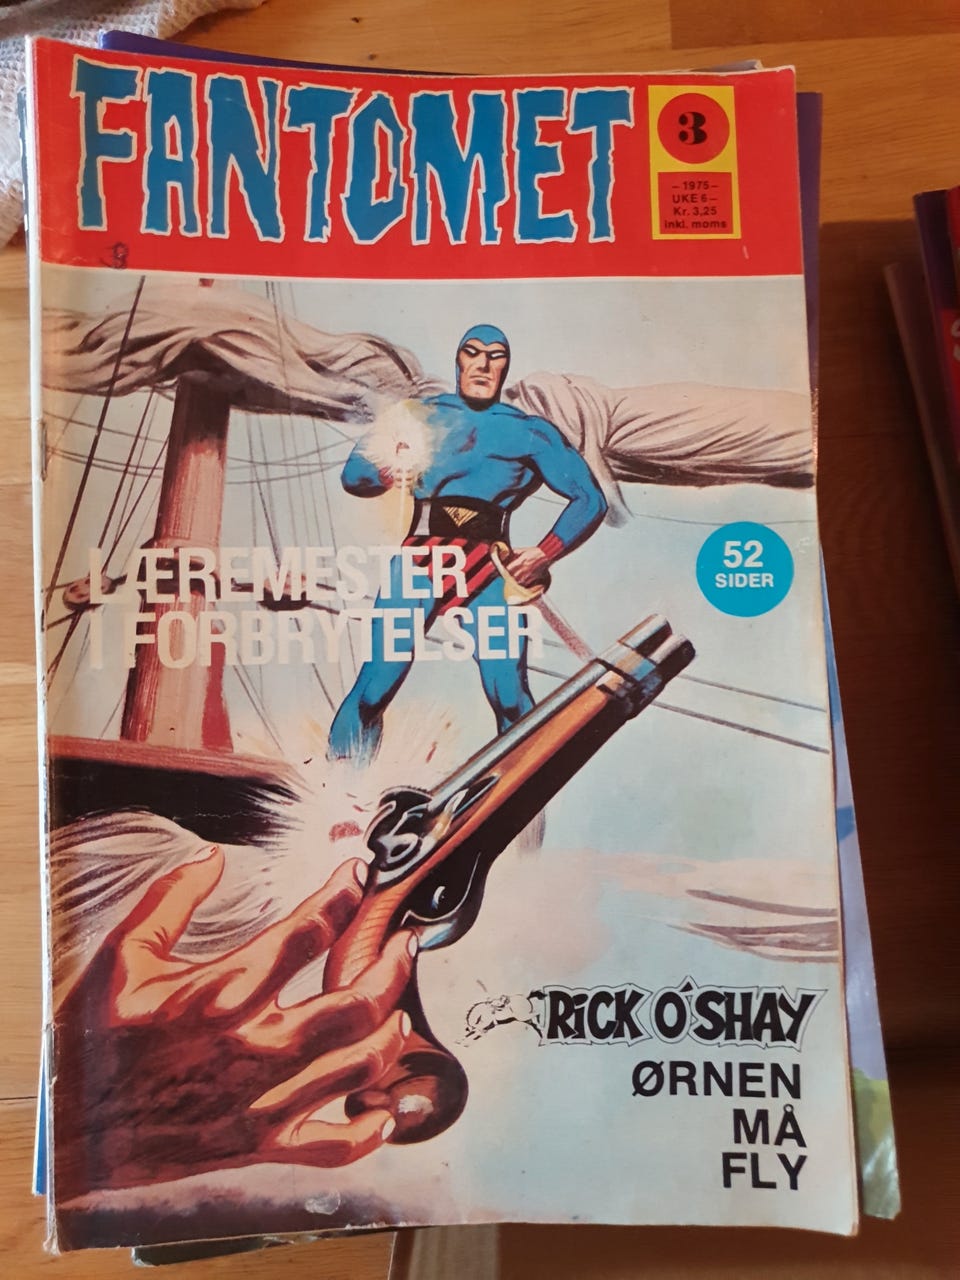 FANTOMET
3
– 1975 –
UKE 6 –
Kr. 3,25
inkl. moms
LÆREMESTER
I FORBRYTELSER
52
SIDER
RICK O'SHAY
ØRNEN
MÅ
FLY